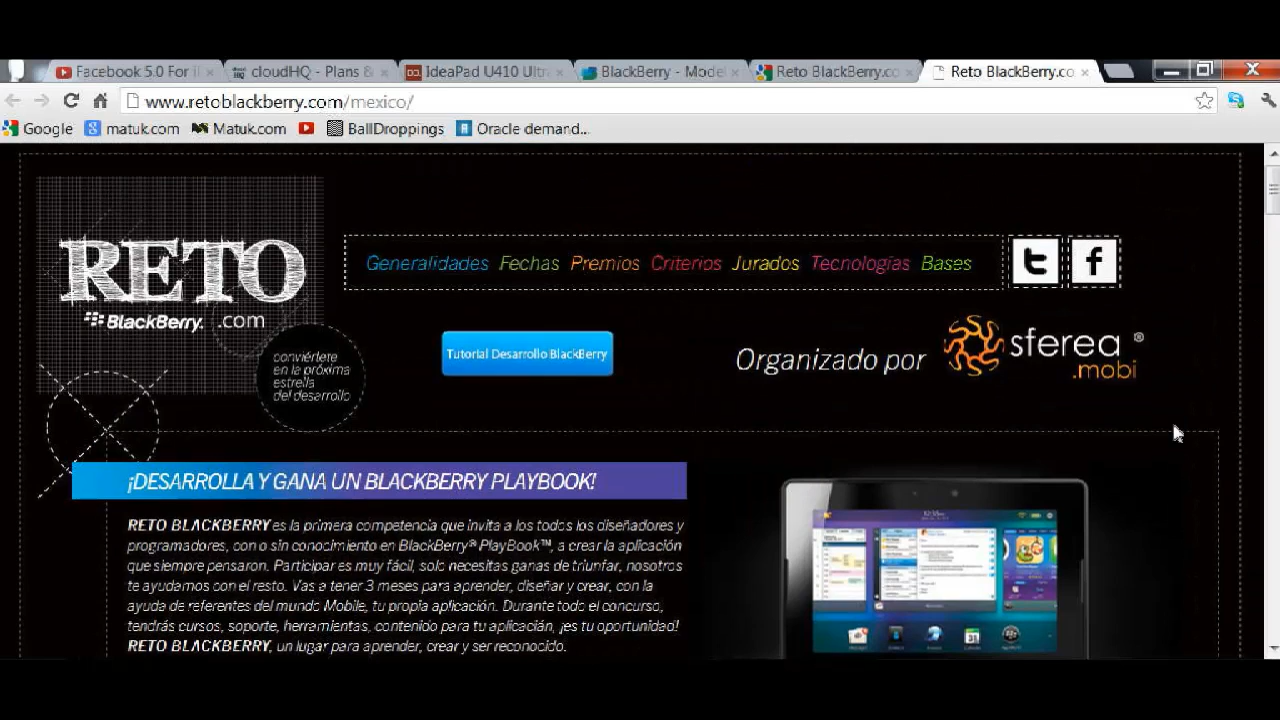 Facebook 5.0 For i
cloudHQ - Plans &
IdeaPad U410 Ultr
BlackBerry - Model
Reto BlackBerry.co
Reto BlackBerry.co
www.retoblackberry.com/mexico/
Google
matuk.com
Matuk.com
BallDroppings
Oracle demand...
RETO
BlackBerry. .com
conviértete
en la próxima
estrella
del desarrollo
Generalidades Fechas Premios Criterios Jurados Tecnologías Bases
Tutorial Desarrollo BlackBerry
Organizado por
sferea ®
.mobi
¡DESARROLLA Y GANA UN BLACKBERRY PLAYBOOK!
RETO BLACKBERRY es la primera competencia que invita a los todos los diseñadores y
programadores, con o sin conocimiento en BlackBerry® PlayBook™, a crear la aplicación
que siempre pensaron. Participar es muy fácil, solo necesitas ganas de triunfar, nosotros
te ayudamos en el resto. Vas a tener 3 meses para aprender, diseñar y crear, con la
ayuda de referentes del mundo Mobile, tu propia aplicación. Durante todo el concurso,
tendrás cursos, soporte, herramientas, contenido para tu aplicación, ¡es tu oportunidad!
RETO BLACKBERRY, un lugar para aprender, crear y ser reconocido.